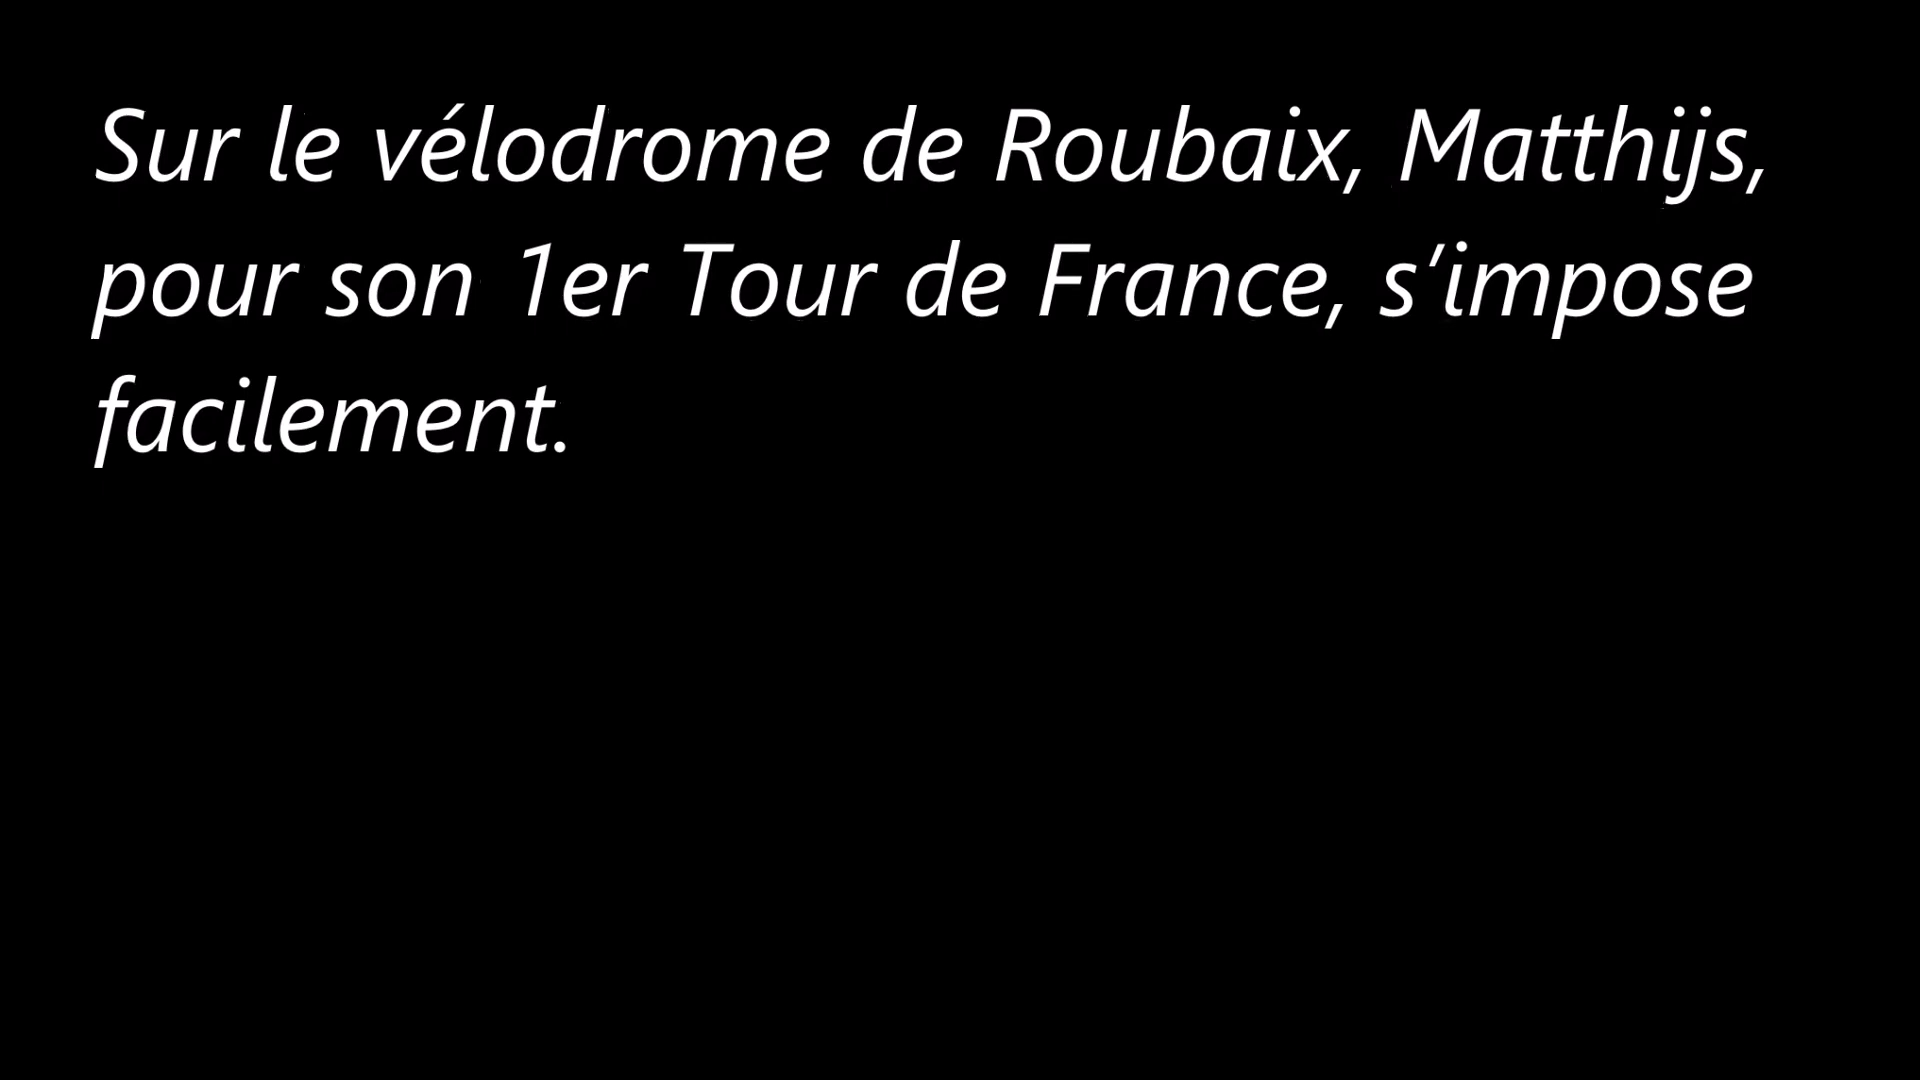 Sur le vélodrome de Roubaix, Matthijs,
pour son 1er Tour de France, s’impose
facilement.